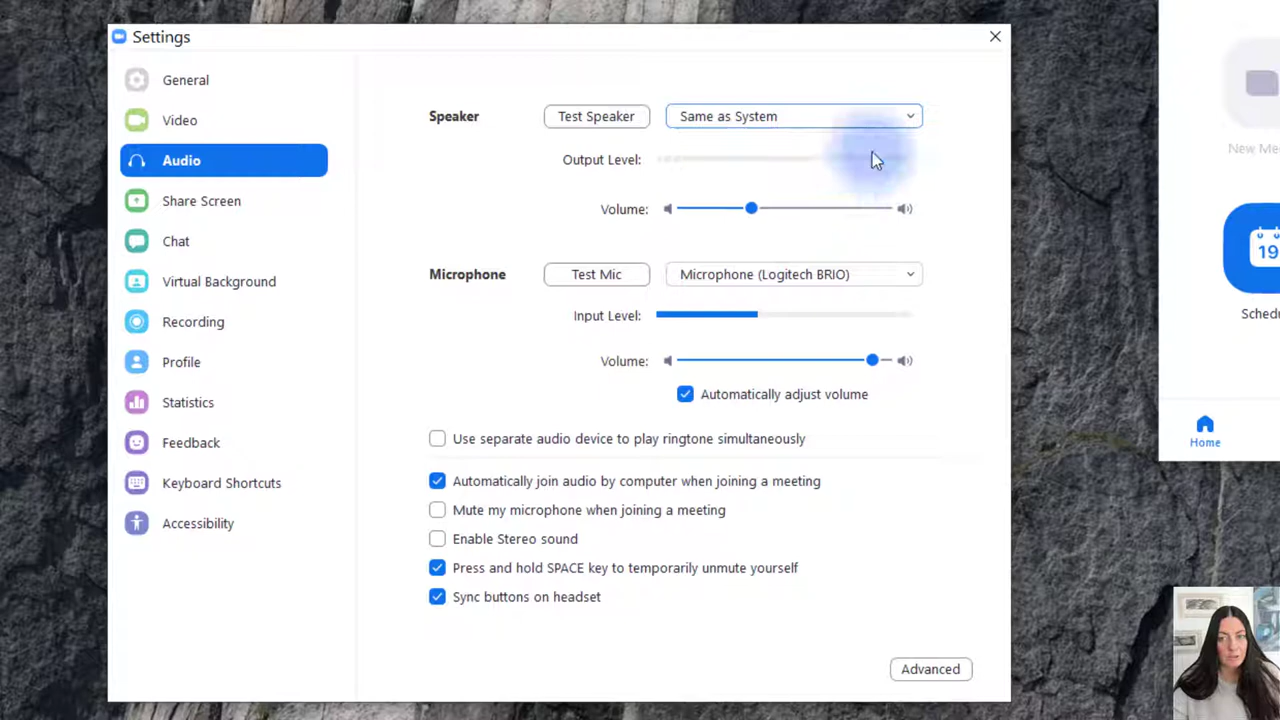 Settings
General
Video
Audio
Share Screen
Chat
Virtual Background
Recording
Profile
Statistics
Feedback
Keyboard Shortcuts
Accessibility
Speaker
Test Speaker
Same as System
Output Level:
Volume:
Microphone
Test Mic
Microphone (Logitech BRIO)
Input Level:
Volume:
Automatically adjust volume
Use separate audio device to play ringtone simultaneously
Automatically join audio by computer when joining a meeting
Mute my microphone when joining a meeting
Enable Stereo sound
Press and hold SPACE key to temporarily unmute yourself
Sync buttons on headset
Advanced
New Me
19
Schedu
Home